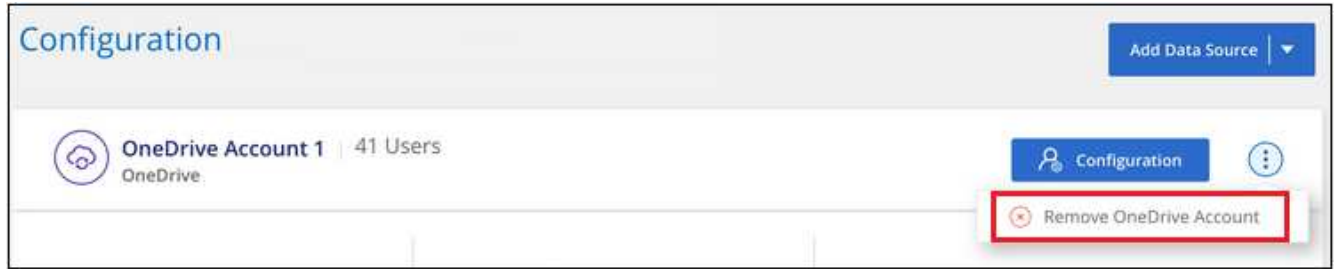 Configuration
Add Data Source
OneDrive Account 1 41 Users
OneDrive
Configuration
Remove OneDrive Account